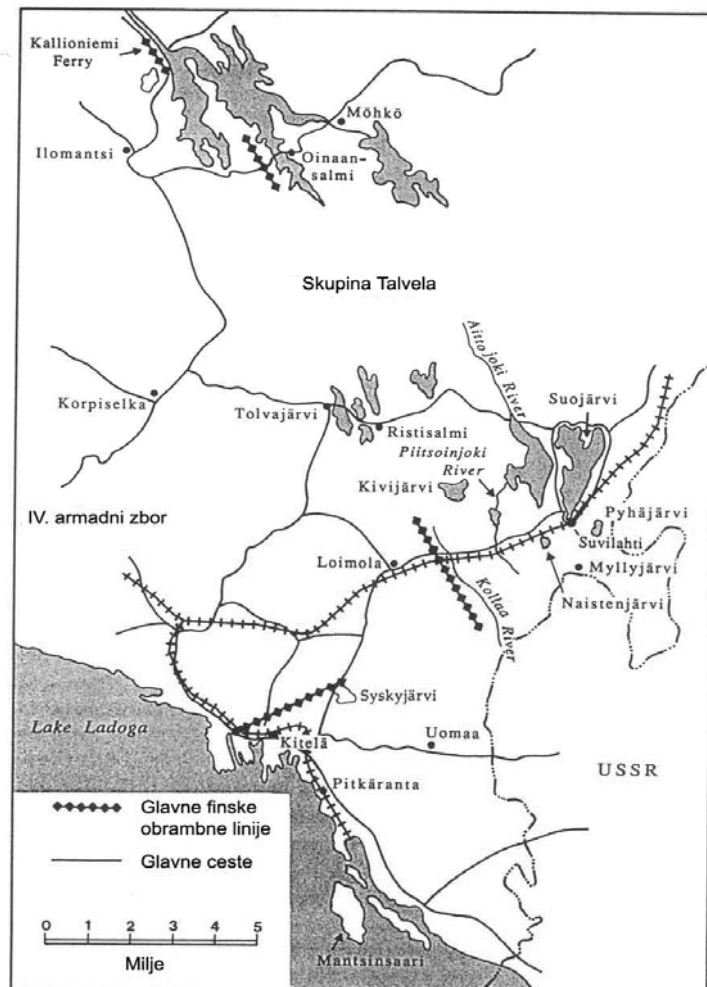 Kallioniemi
Ferry
Möhkö
Ilomantsi
Oinaan-
salmi
Skupina Talvela
Aittojoki River
Suojärvi
Korpiselka
Tolvajärvi
Ristisalmi
Piitsoinjoki
River
Kivijärvi
IV. armadni zbor
Pyhäjärvi
Suvilahti
Loimola
Myllyjärvi
Naistenjärvi
Kollaa River
Syskyjärvi
Lake Ladoga
Uomaa
Kitelä
USSR
Pitkäranta
Glavne finske
obrambne linije
Glavne ceste
0 1 2 3 4 5
Milje
Mantsinsaari